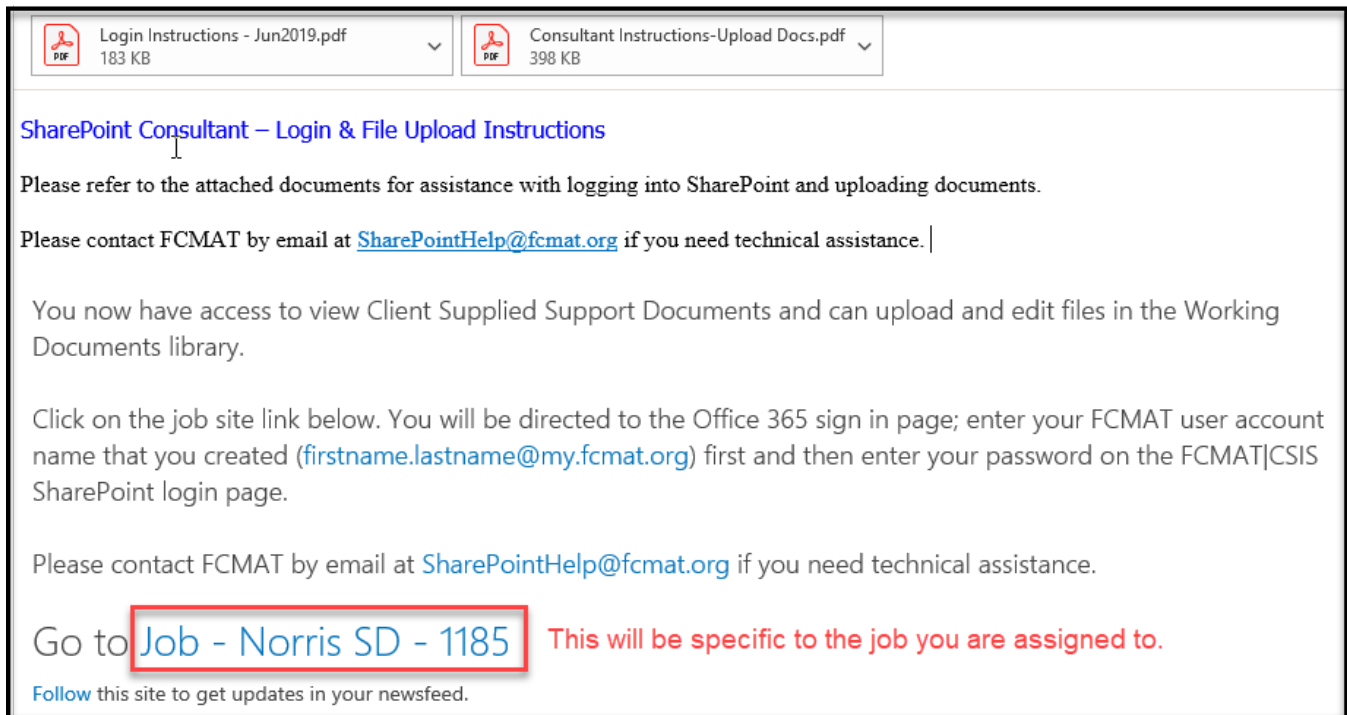 Login Instructions - Jun2019.pdf
183 KB
Consultant Instructions-Upload Docs.pdf
398 KB
PDF
PDF
SharePoint Consultant – Login & File Upload Instructions
Please refer to the attached documents for assistance with logging into SharePoint and uploading documents.
Please contact FCMAT by email at SharePointHelp@fcmat.org if you need technical assistance.
You now have access to view Client Supplied Support Documents and can upload and edit files in the Working
Documents library.
Click on the job site link below. You will be directed to the Office 365 sign in page; enter your FCMAT user account
name that you created (firstname.lastname@my.fcmat.org) first and then enter your password on the FCMAT|CSIS
SharePoint login page.
Please contact FCMAT by email at SharePointHelp@fcmat.org if you need technical assistance.
Go to Job - Norris SD - 1185 This will be specific to the job you are assigned to.
Follow this site to get updates in your newsfeed.